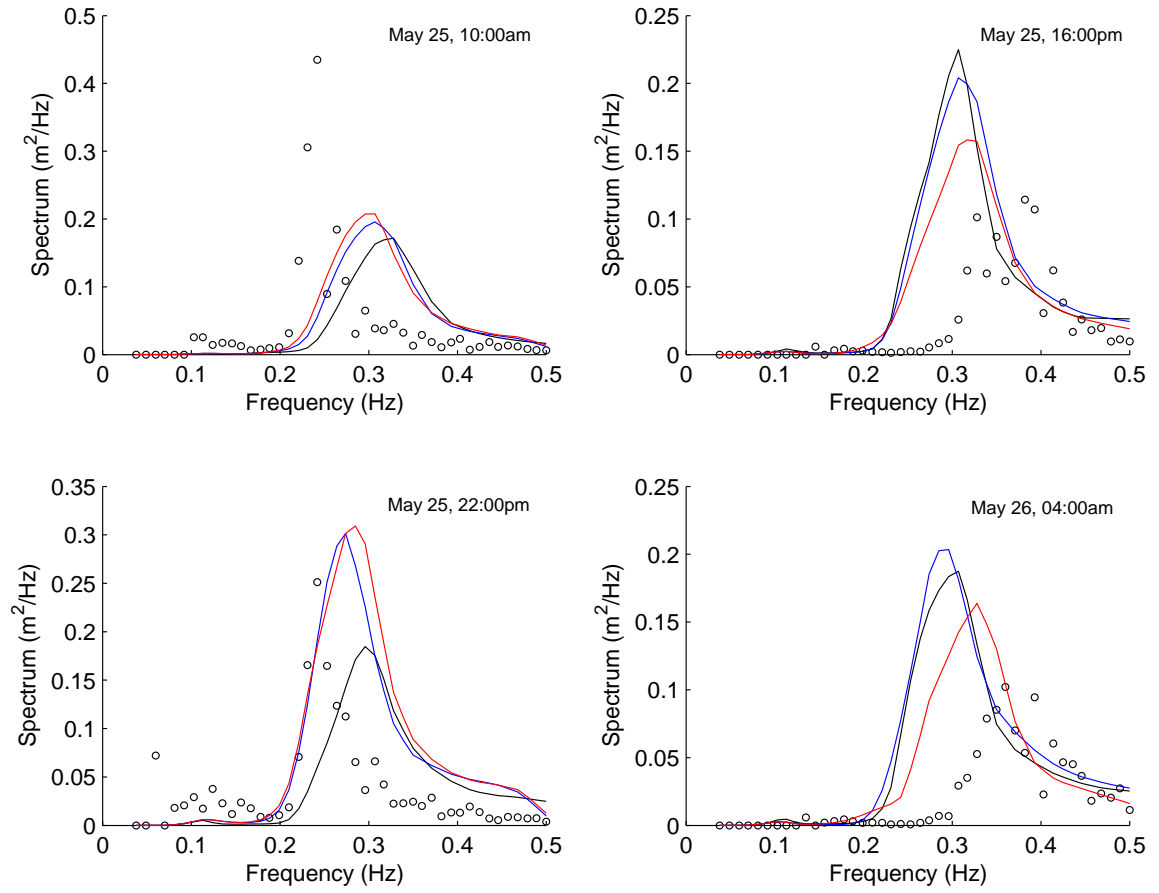 0.5
0.4
0.3
0.2
0.1
0
Spectrum (m²/Hz)
May 25, 10:00am
0 0.1 0.2 0.3 0.4 0.5
Frequency (Hz)
0.25
0.2
0.15
0.1
0.05
0
Spectrum (m²/Hz)
May 25, 16:00pm
0 0.1 0.2 0.3 0.4 0.5
Frequency (Hz)
0.35
0.3
0.25
0.2
0.15
0.1
0.05
0
Spectrum (m²/Hz)
May 25, 22:00pm
0 0.1 0.2 0.3 0.4 0.5
Frequency (Hz)
0.25
0.2
0.15
0.1
0.05
0
Spectrum (m²/Hz)
May 26, 04:00am
0 0.1 0.2 0.3 0.4 0.5
Frequency (Hz)